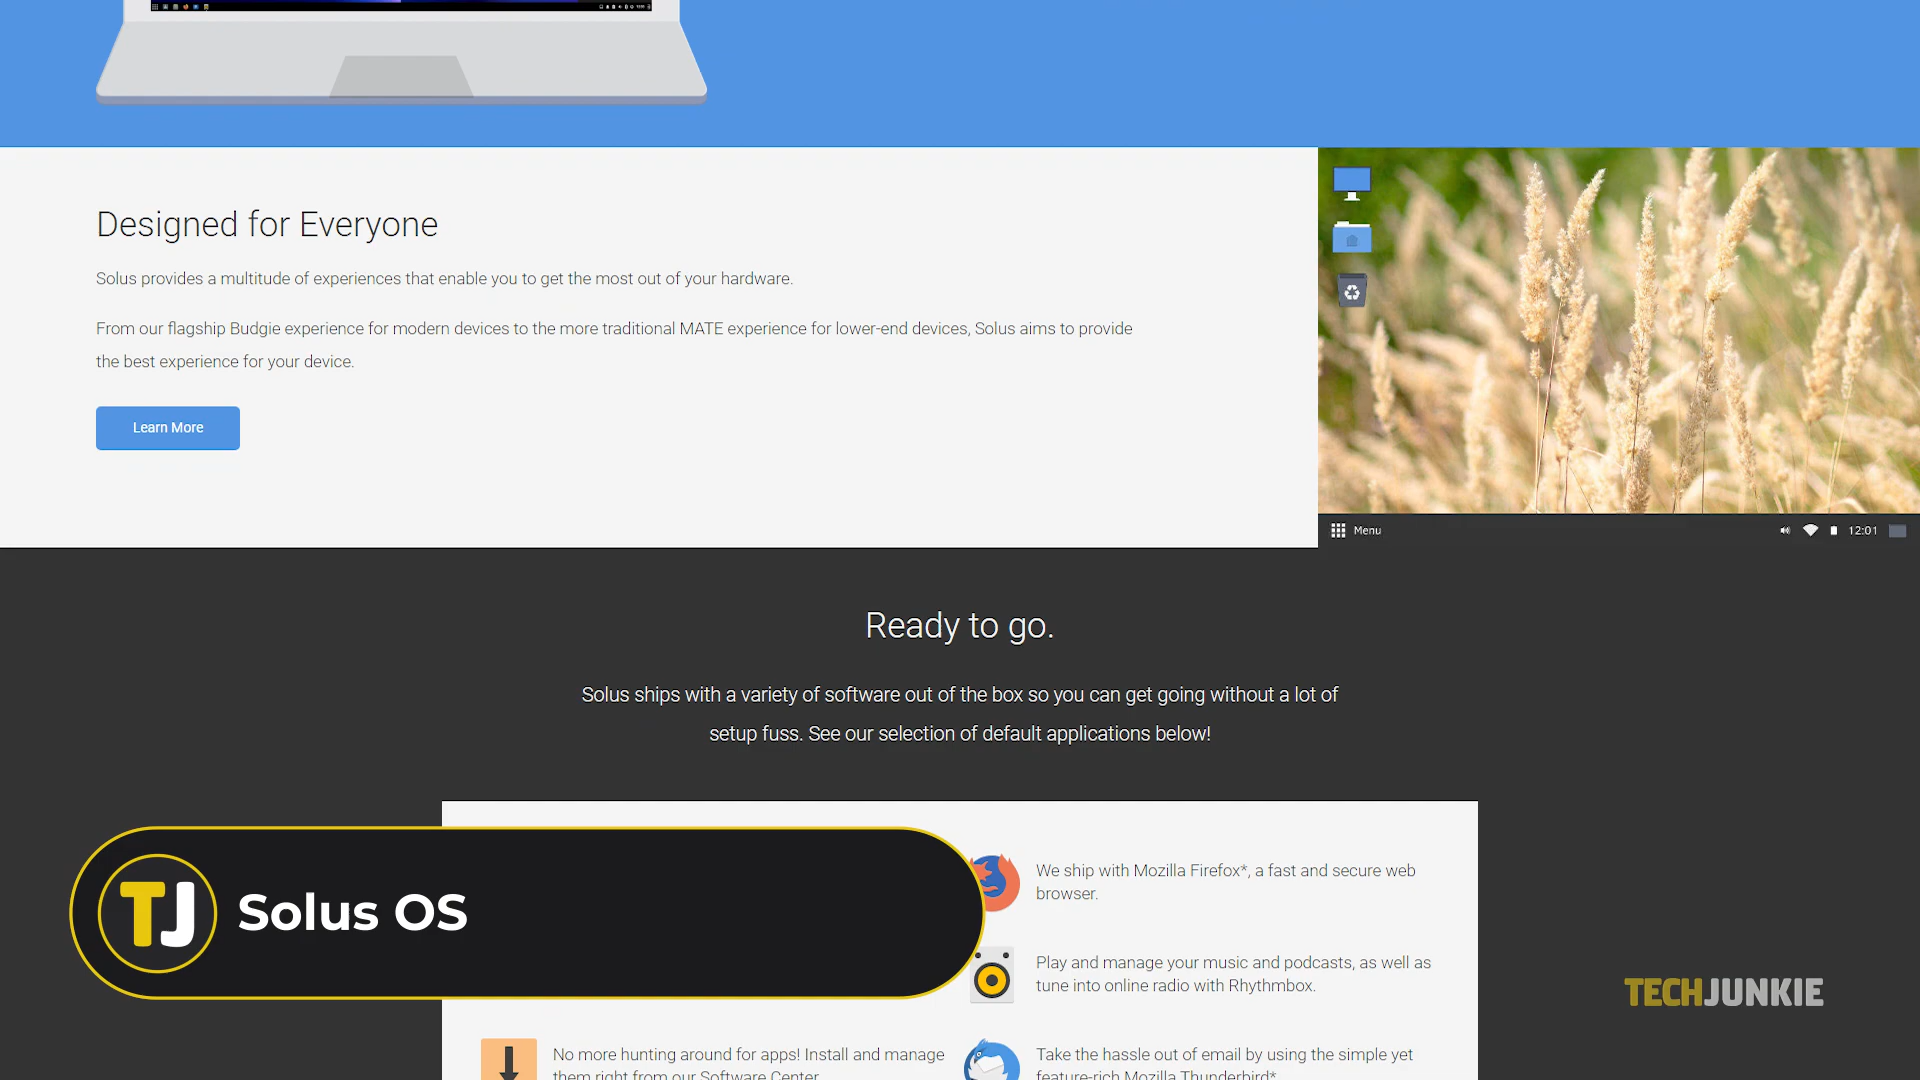 Designed for Everyone
Solus provides a multitude of experiences that enable you to get the most out of your hardware.
From our flagship Budgie experience for modern devices to the more traditional MATE experience for lower-end devices, Solus aims to provide
the best experience for your device.
Learn More
Menu
12:01
Ready to go.
Solus ships with a variety of software out of the box so you can get going without a lot of
setup fuss. See our selection of default applications below!
We ship with Mozilla Firefox*, a fast and secure web
browser.
TJ Solus OS
Play and manage your music and podcasts, as well as
tune into online radio with Rhythmbox.
TECHJUNKIE
No more hunting around for apps! Install and manage
them right from our Software Center.
Take the hassle out of email by using the simple yet
feature-rich Mozilla Thunderbird*